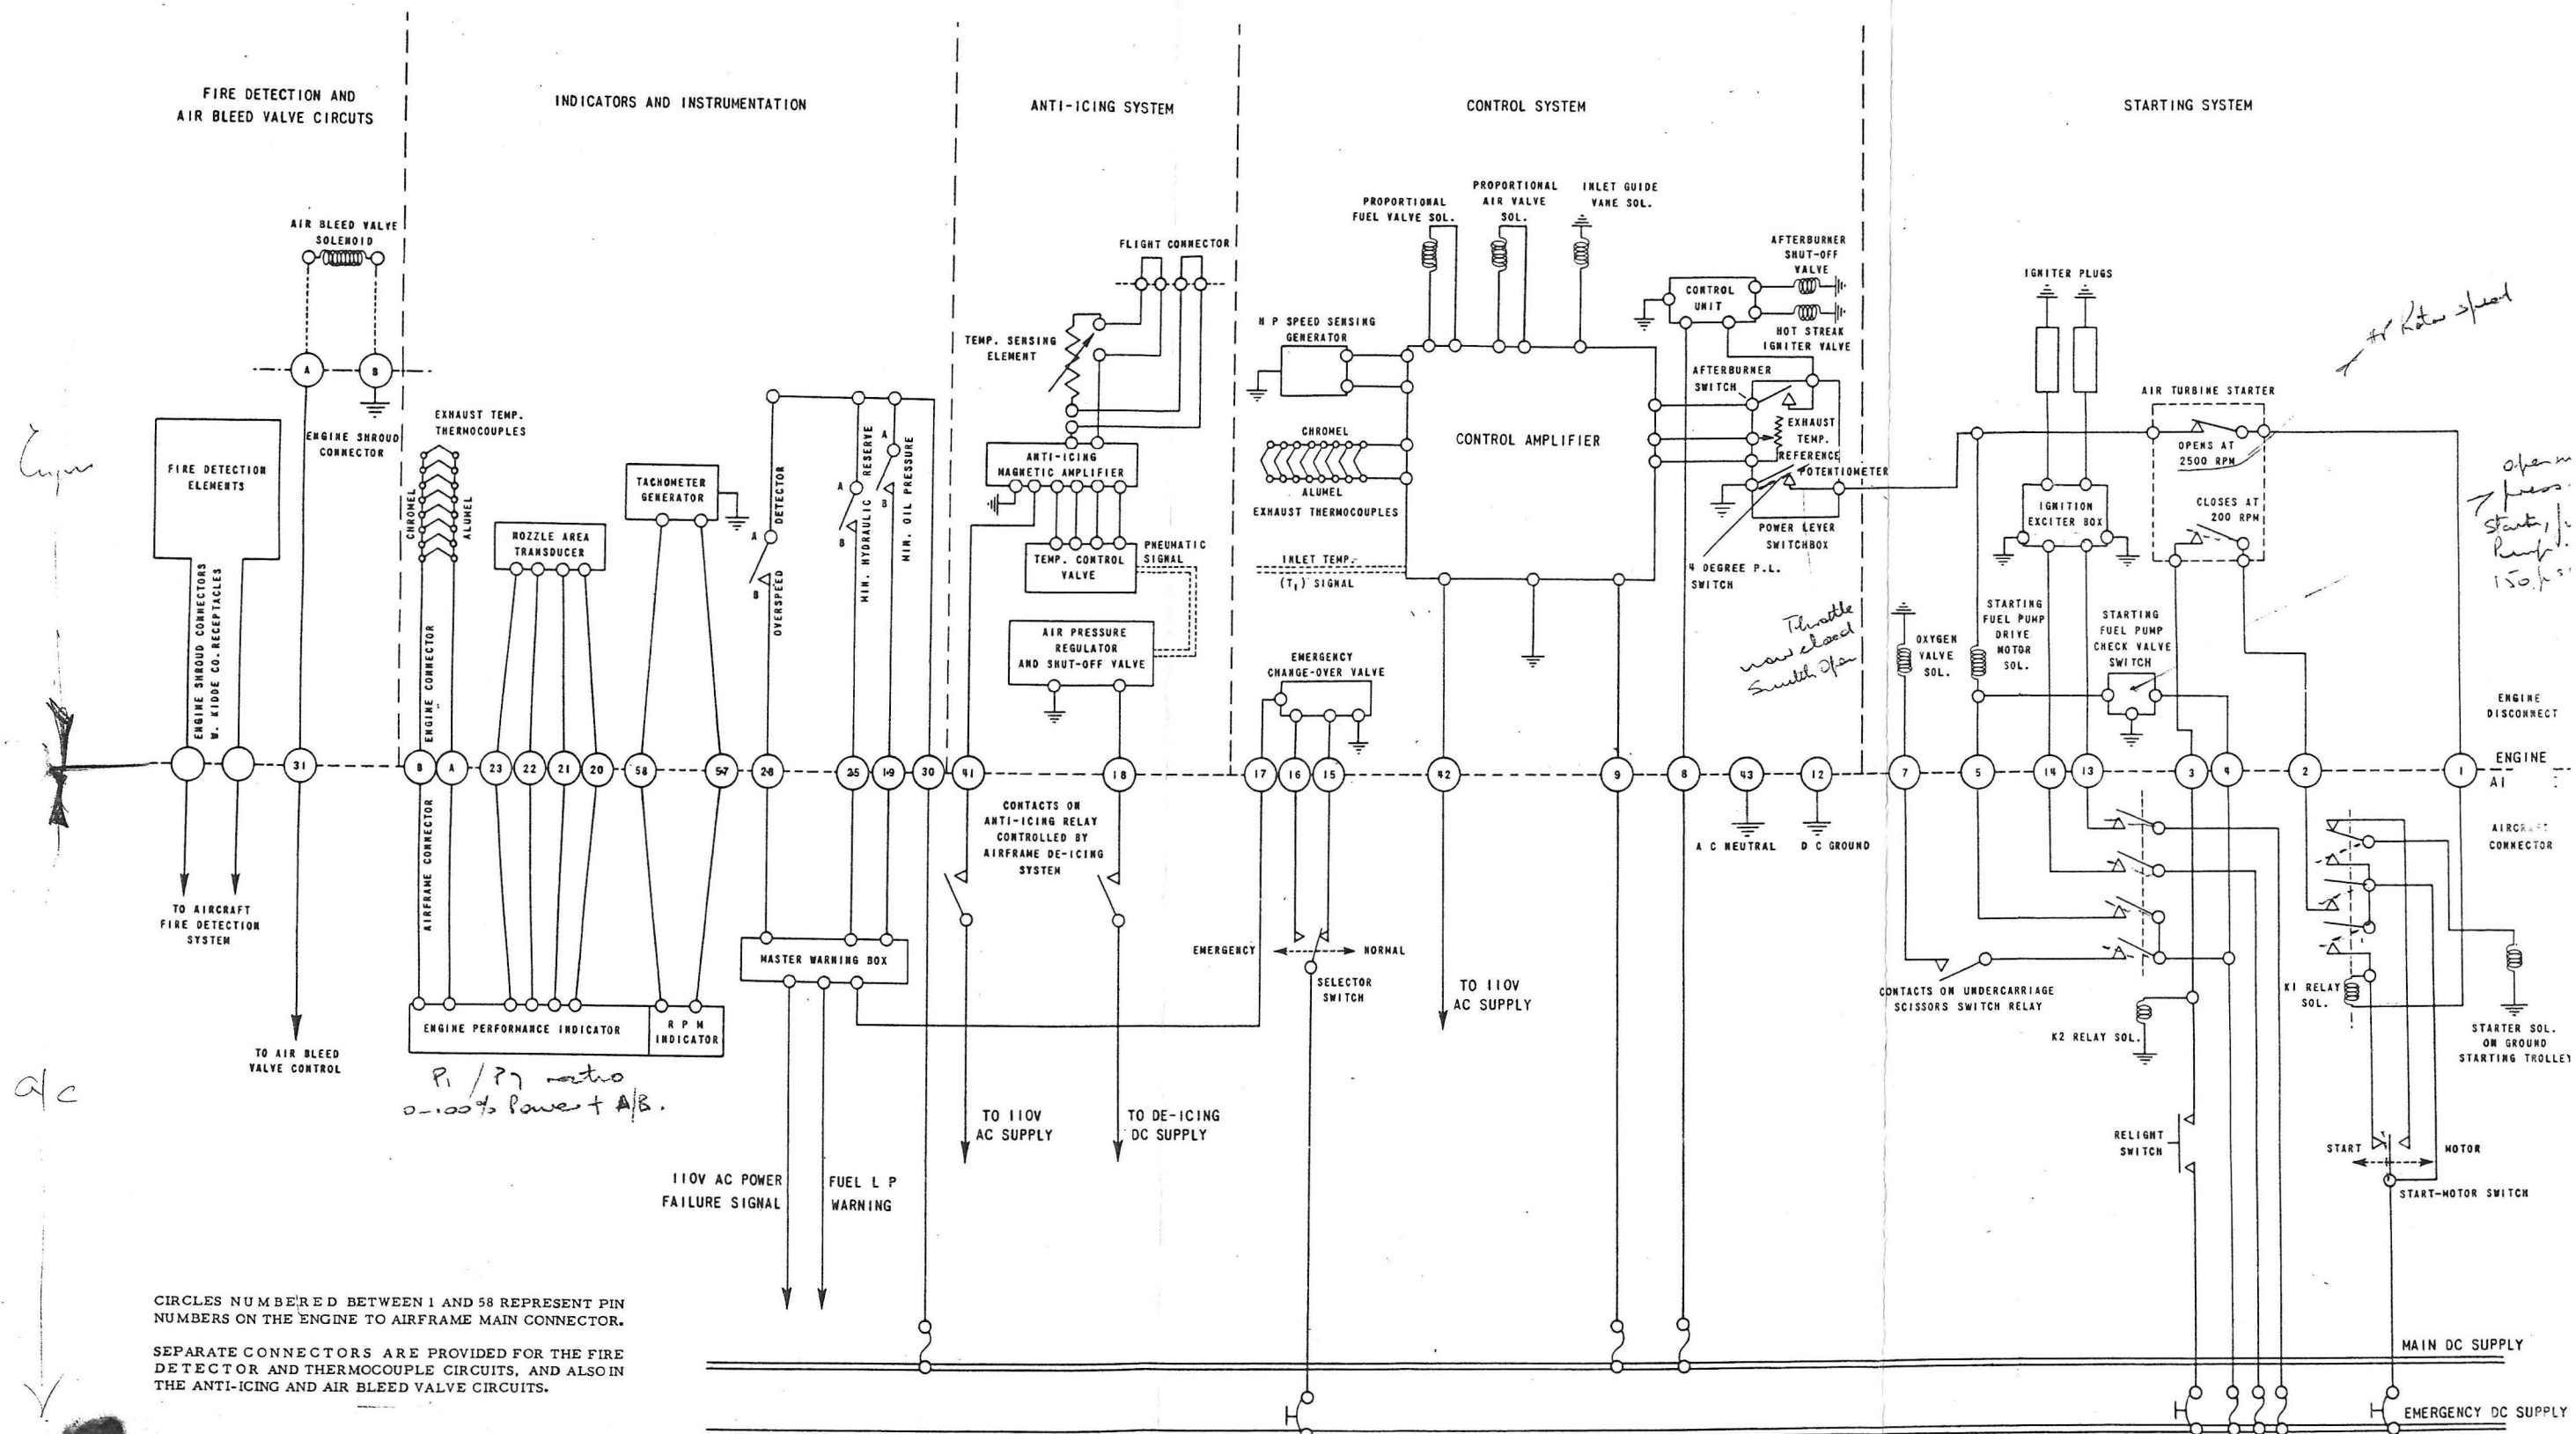 FIRE DETECTION AND
AIR BLEED VALVE CIRCUTS
INDICATORS AND INSTRUMENTATION
ANTI-ICING SYSTEM
CONTROL SYSTEM
STARTING SYSTEM
AIR BLEED VALVE
SOLENOID
A
B
ENGINE SHROUD
CONNECTOR
FIRE DETECTION
ELEMENTS
ENGINE SHROUD CONNECTORS
W. KIDDE CO. RECEPTACLES
31
TO AIRCRAFT
FIRE DETECTION
SYSTEM
TO AIR BLEED
VALVE CONTROL
EXHAUST TEMP.
THERMOCOUPLES
CHROMEL
ALUMEL
ENGINE CONNECTOR
AIRFRAME CONNECTOR
B
A
NOZZLE AREA
TRANSDUCER
23
22
21
20
TACHOMETER
GENERATOR
58
57
ENGINE PERFORMANCE INDICATOR
R P M
INDICATOR
0-100% Power + A/B.
OVERSPEED
DETECTOR
A
B
MIN. HYDRAULIC RESERVE
A
B
MIN. OIL PRESSURE
A
B
28
25
19
30
MASTER WARNING BOX
110V AC POWER
FAILURE SIGNAL
FUEL L P
WARNING
FLIGHT CONNECTOR
TEMP. SENSING
ELEMENT
ANTI-ICING
MAGNETIC AMPLIFIER
TEMP. CONTROL
VALVE
PNEUMATIC
SIGNAL
AIR PRESSURE
REGULATOR
AND SHUT-OFF VALVE
41
18
CONTACTS ON
ANTI-ICING RELAY
CONTROLLED BY
AIRFRAME DE-ICING
SYSTEM
TO 110V
AC SUPPLY
TO DE-ICING
DC SUPPLY
PROPORTIONAL
FUEL VALVE SOL.
PROPORTIONAL
AIR VALVE
SOL.
INLET GUIDE
VANE SOL.
H P SPEED SENSING
GENERATOR
CHROMEL
ALUMEL
EXHAUST THERMOCOUPLES
INLET TEMP.
(T₁) SIGNAL
CONTROL AMPLIFIER
CONTROL
UNIT
AFTERBURNER
SHUT-OFF
VALVE
HOT STREAK
IGNITER VALVE
AFTERBURNER
SWITCH
EXHAUST
TEMP.
REFERENCE
POTENTIOMETER
POWER LEVER
SWITCHBOX
4 DEGREE P.L.
SWITCH
Throttle
EMERGENCY
CHANGE-OVER VALVE
17
16
15
42
9
8
43
12
A C NEUTRAL
D C GROUND
EMERGENCY
NORMAL
SELECTOR
SWITCH
TO 110V
AC SUPPLY
IGNITER PLUGS
HP Rotor speed
AIR TURBINE STARTER
OPENS AT
2500 RPM
CLOSES AT
200 RPM
IGNITION
EXCITER BOX
OXYGEN
VALVE
SOL.
STARTING
FUEL PUMP
DRIVE
MOTOR
SOL.
STARTING
FUEL PUMP
CHECK VALVE
SWITCH
ENGINE
DISCONNECT
7
5
14
13
3
4
2
1
ENGINE
AI
AIRCRAFT
CONNECTOR
CONTACTS ON UNDERCARRIAGE
SCISSORS SWITCH RELAY
K2 RELAY SOL.
K1 RELAY
SOL.
STARTER SOL.
ON GROUND
STARTING TROLLEY
RELIGHT
SWITCH
START
MOTOR
START-MOTOR SWITCH
a/c
CIRCLES NUMBERED BETWEEN 1 AND 58 REPRESENT PIN
NUMBERS ON THE ENGINE TO AIRFRAME MAIN CONNECTOR.
SEPARATE CONNECTORS ARE PROVIDED FOR THE FIRE
DETECTOR AND THERMOCOUPLE CIRCUITS, AND ALSO IN
THE ANTI-ICING AND AIR BLEED VALVE CIRCUITS.
MAIN DC SUPPLY
EMERGENCY DC SUPPLY